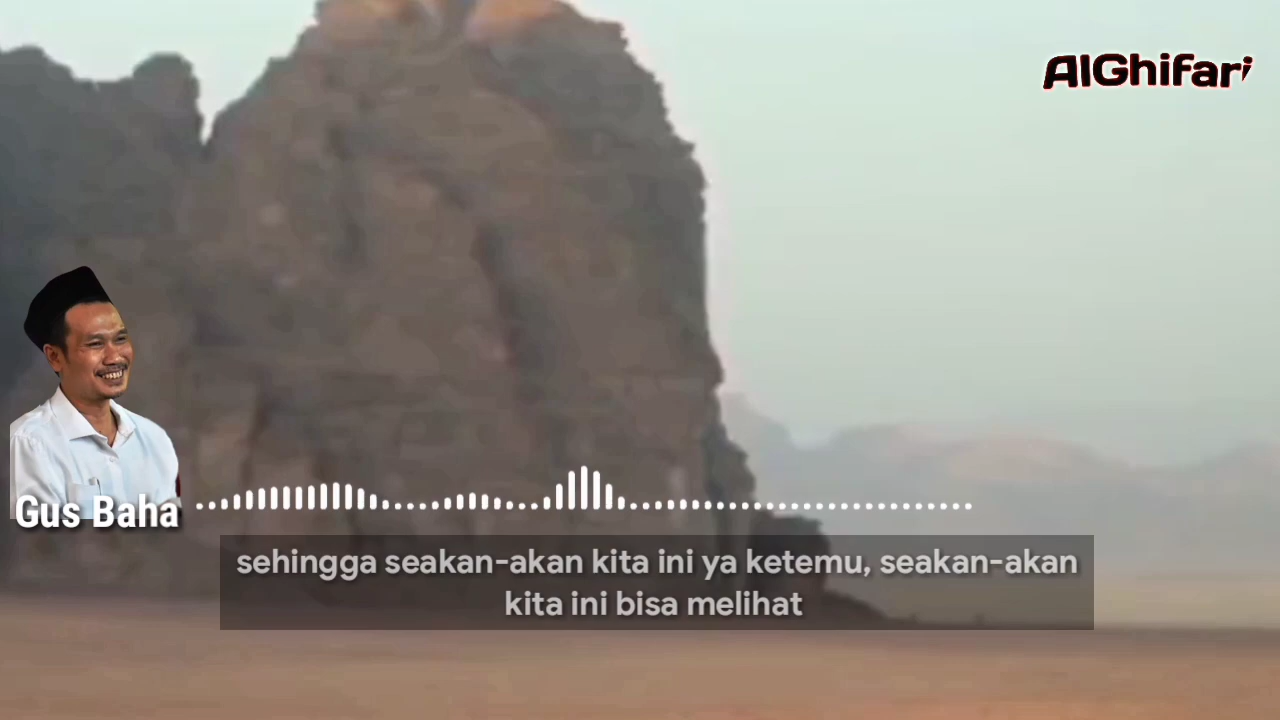 AlGhifari
Gus Baha
sehingga seakan-akan kita ini ya ketemu, seakan-akan
kita ini bisa melihat